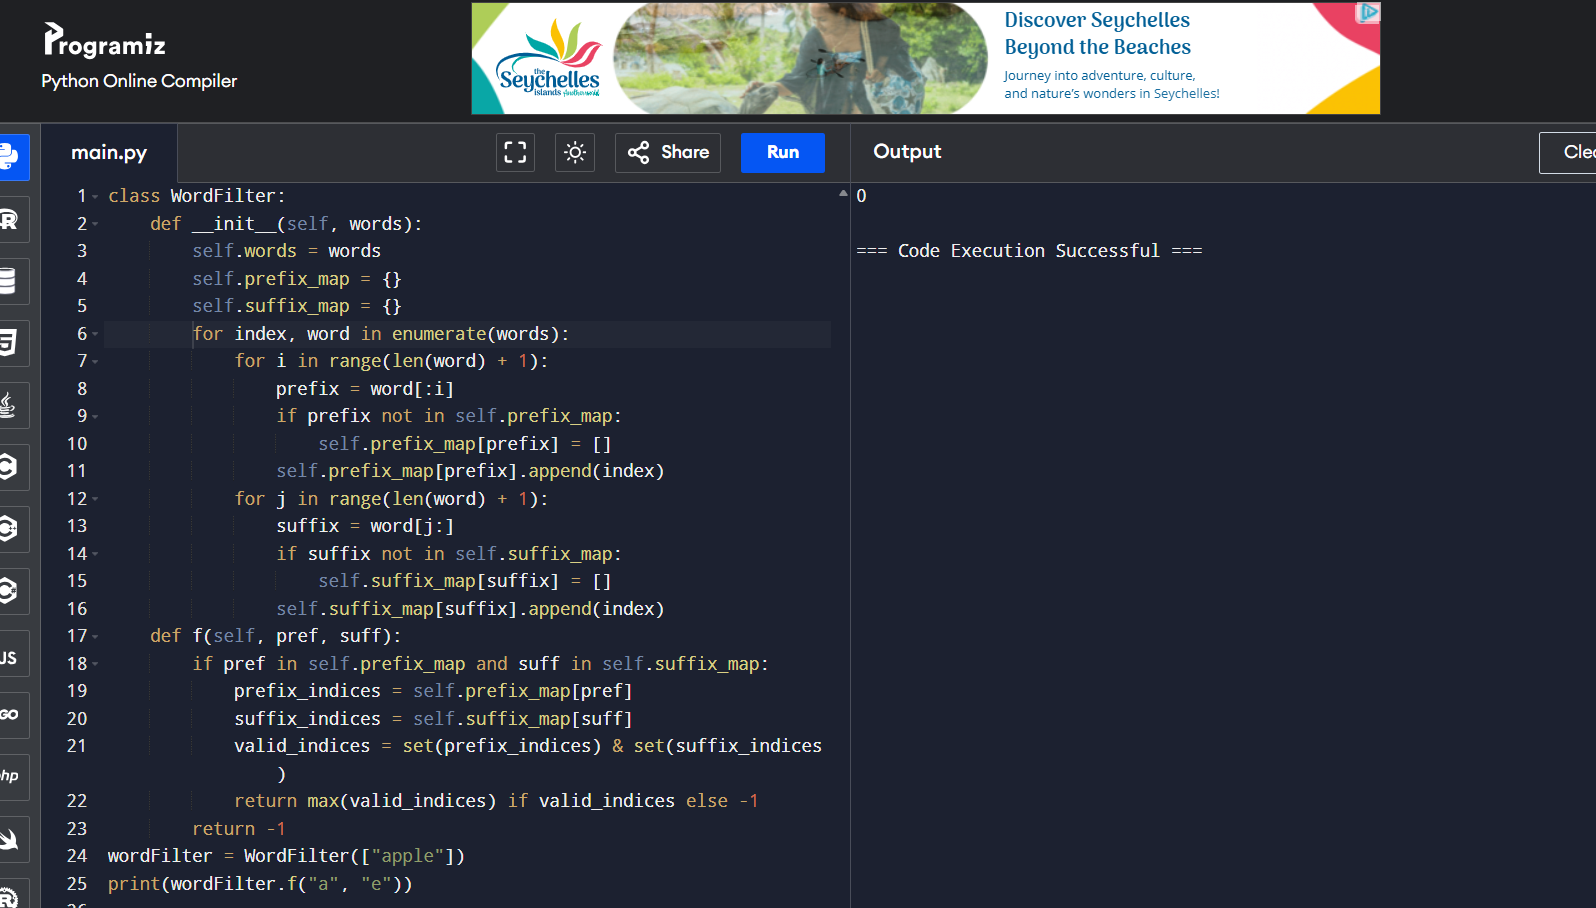 Programiz
Python Online Compiler
the Seychelles islands
Discover Seychelles
Beyond the Beaches
Journey into adventure, culture,
and nature's wonders in Seychelles!
main.py
Share
Run
Output
Clea
1 class WordFilter:
2     def __init__(self, words):
3         self.words = words
4         self.prefix_map = {}
5         self.suffix_map = {}
6         for index, word in enumerate(words):
7             for i in range(len(word) + 1):
8                 prefix = word[:i]
9                 if prefix not in self.prefix_map:
10                     self.prefix_map[prefix] = []
11                 self.prefix_map[prefix].append(index)
12             for j in range(len(word) + 1):
13                 suffix = word[j:]
14                 if suffix not in self.suffix_map:
15                     self.suffix_map[suffix] = []
16                 self.suffix_map[suffix].append(index)
17     def f(self, pref, suff):
18         if pref in self.prefix_map and suff in self.suffix_map:
19             prefix_indices = self.prefix_map[pref]
20             suffix_indices = self.suffix_map[suff]
21             valid_indices = set(prefix_indices) & set(suffix_indices
)
22             return max(valid_indices) if valid_indices else -1
23         return -1
24 wordFilter = WordFilter(["apple"])
25 print(wordFilter.f("a", "e"))
0
=== Code Execution Successful ===
JS
GO
php